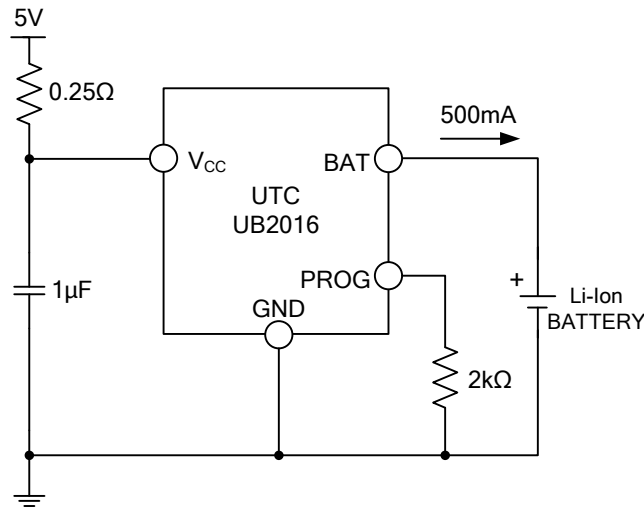 5V
0.25Ω
500mA
VCC
BAT
UTC
UB2016
PROG
1μF
GND
+
Li-Ion
BATTERY
2kΩ